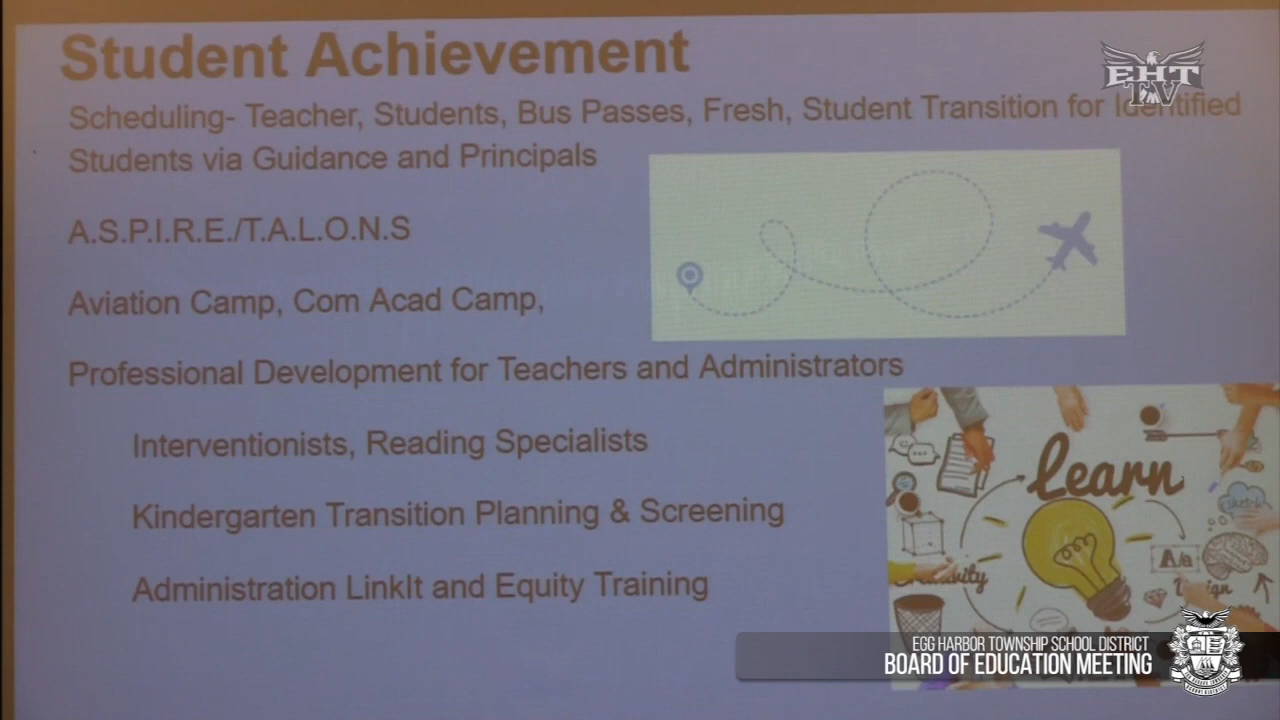 Student Achievement
EHT
TV
Scheduling- Teacher, Students, Bus Passes, Fresh, Student Transition for Identified
Students via Guidance and Principals
A.S.P.I.R.E./T.A.L.O.N.S
Aviation Camp, Com Acad Camp,
Professional Development for Teachers and Administrators
Interventionists, Reading Specialists
Kindergarten Transition Planning & Screening
Administration LinkIt and Equity Training
Learn
Aa
EGG HARBOR TOWNSHIP SCHOOL DISTRICT
BOARD OF EDUCATION MEETING